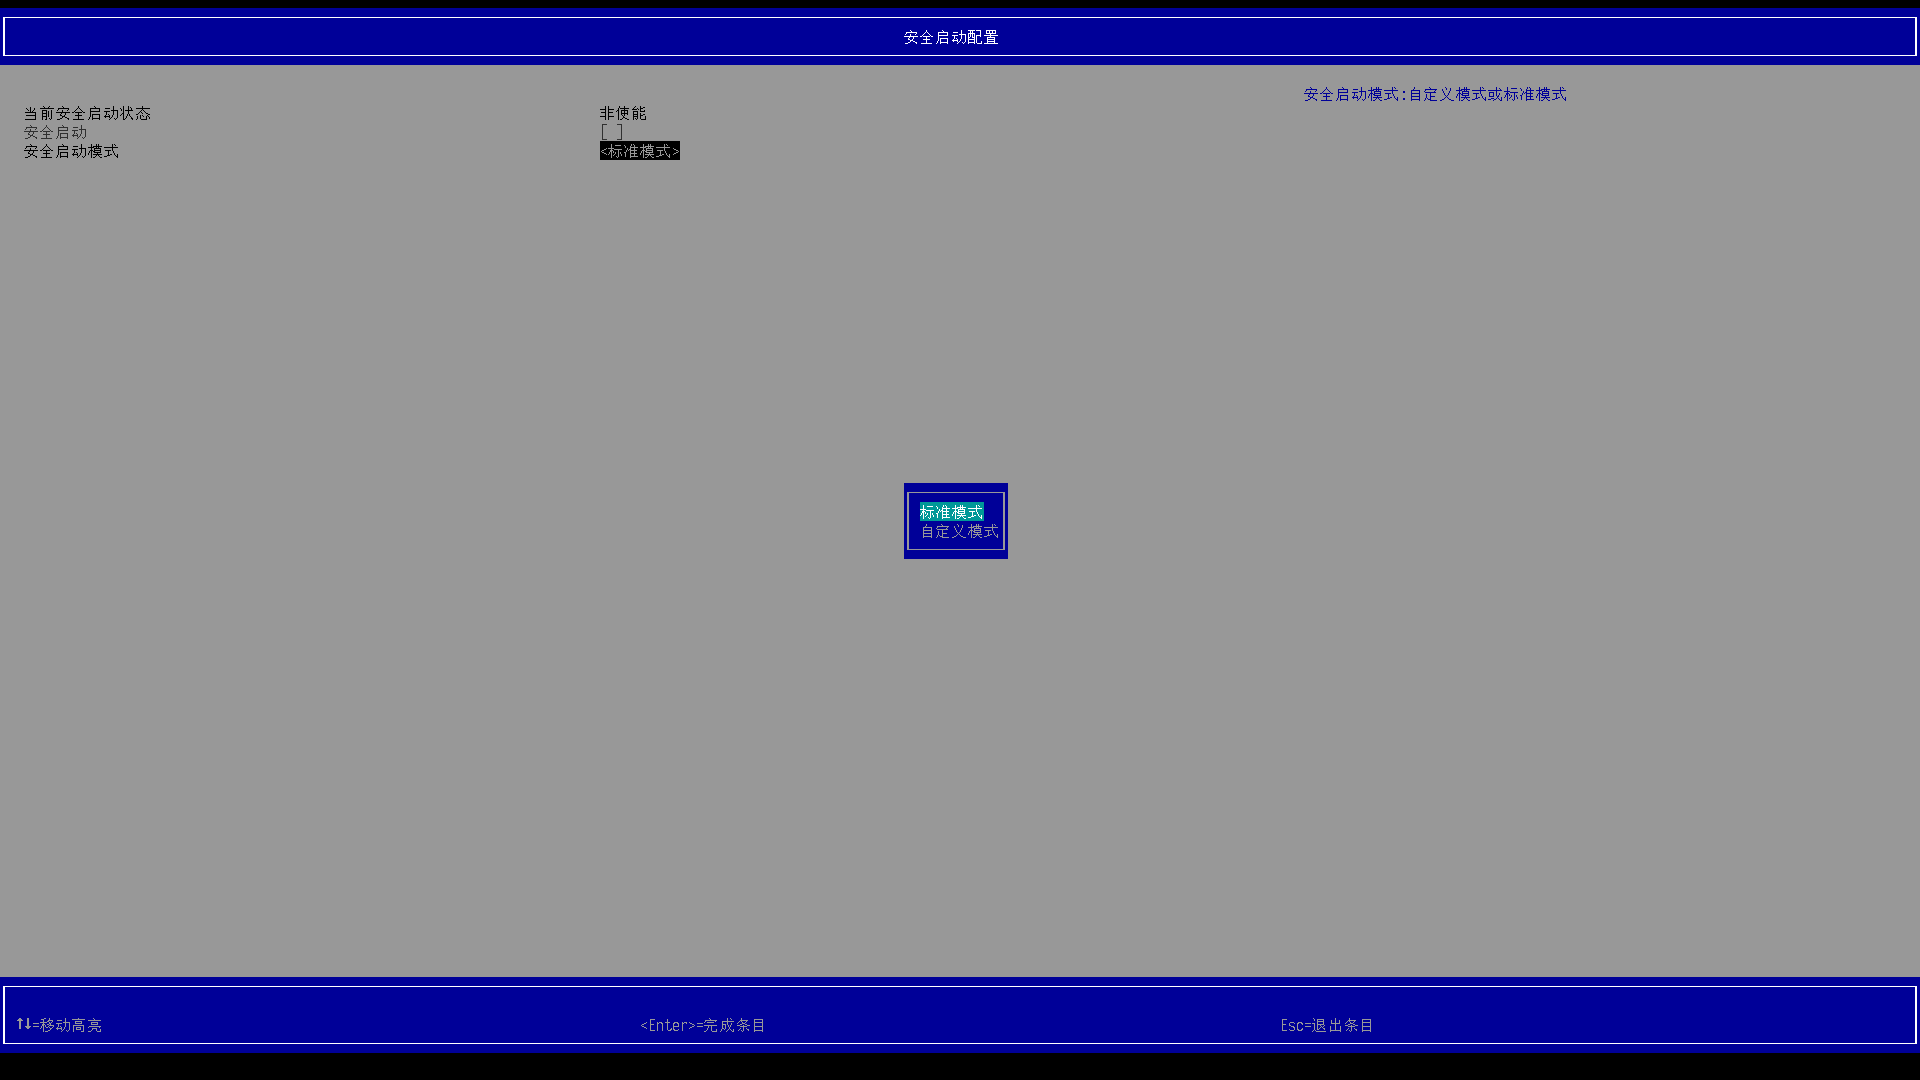 安全启动配置
安全启动模式:自定义模式或标准模式
当前安全启动状态 非使能
安全启动 [ ]
安全启动模式 <标准模式>
标准模式
自定义模式
↑↓=移动高亮 <Enter>=完成条目 Esc=退出条目